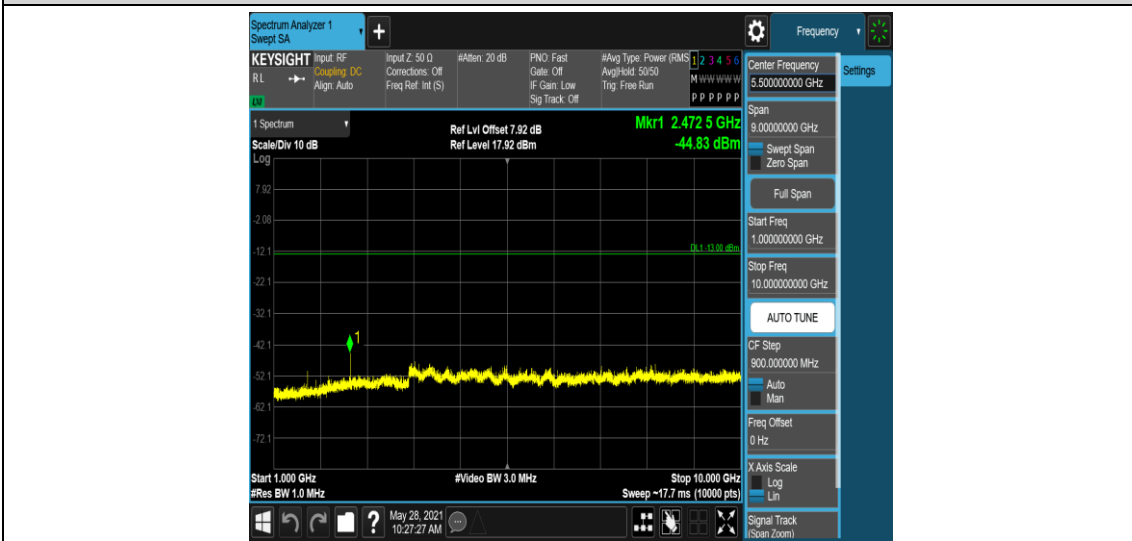 Spectrum Analyzer 1
Swept SA
+
Frequency
KEYSIGHT
RL
LXI
Input: RF
Coupling: DC
Align: Auto
Input Z: 50 Ω
Corrections: Off
Freq Ref: Int (S)
#Atten: 20 dB
PNO: Fast
Gate: Off
IF Gain: Low
Sig Track: Off
#Avg Type: Power (RMS
Avg|Hold: 50/50
Trig: Free Run
1 2 3 4 5 6
M W W W W W
P P P P P P
Center Frequency
5.500000000 GHz
Settings
Span
9.00000000 GHz
Swept Span
Zero Span
Full Span
Start Freq
1.000000000 GHz
Stop Freq
10.000000000 GHz
AUTO TUNE
CF Step
900.000000 MHz
Auto
Man
Freq Offset
0 Hz
X Axis Scale
Log
Lin
Signal Track
(Span Zoom)
1 Spectrum
Scale/Div 10 dB
Log
Ref Lvl Offset 7.92 dB
Ref Level 17.92 dBm
Mkr1 2.472 5 GHz
-44.83 dBm
7.92
-2.08
-12.1
DL1 -13.00 dBm
-22.1
-32.1
-42.1
1
-52.1
-62.1
-72.1
Start 1.000 GHz
#Res BW 1.0 MHz
#Video BW 3.0 MHz
Stop 10.000 GHz
Sweep ~17.7 ms (10000 pts)
?
May 28, 2021
10:27:27 AM